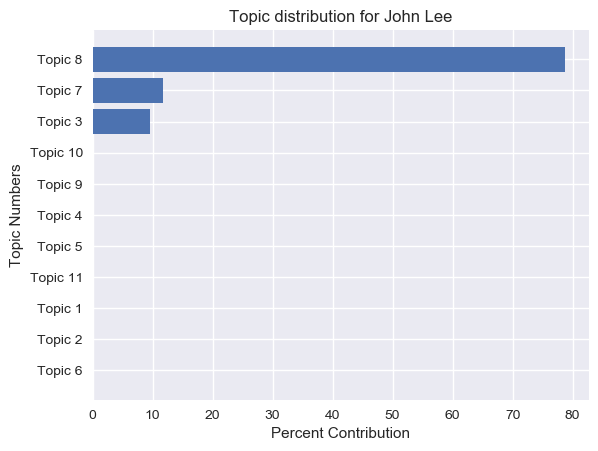 Topic distribution for John Lee
Topic 8
Topic 7
Topic 3
Topic 10
Topic 9
Topic 4
Topic 5
Topic 11
Topic 1
Topic 2
Topic 6
Topic Numbers
0 10 20 30 40 50 60 70 80
Percent Contribution